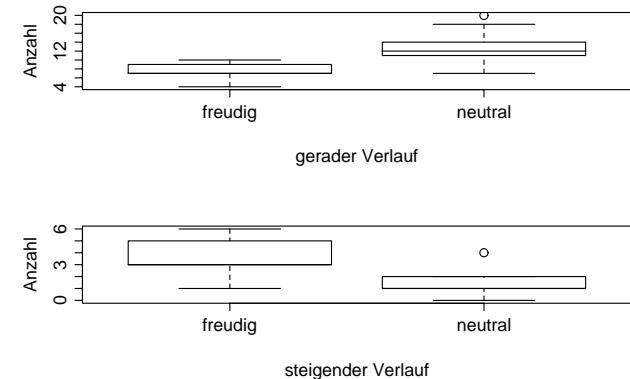 Anzahl
4 12 20
freudig neutral
gerader Verlauf
Anzahl
0 3 6
freudig neutral
steigender Verlauf